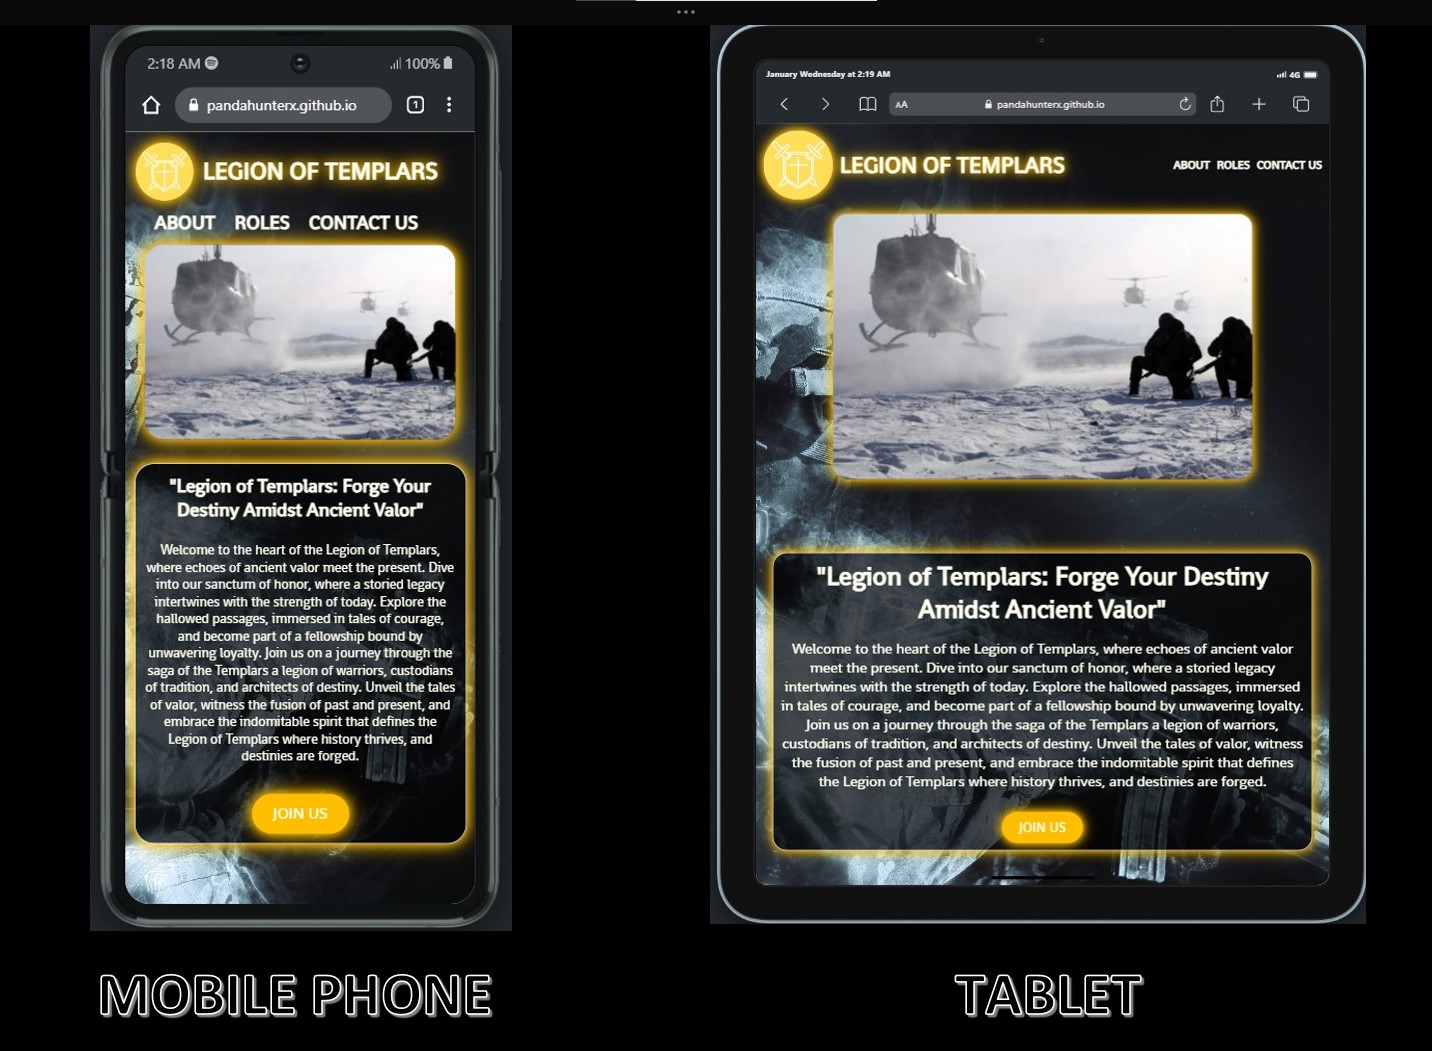 2:18 AM
100%
pandahunterx.github.io
1
LEGION OF TEMPLARS
ABOUT ROLES CONTACT US
"Legion of Templars: Forge Your
Destiny Amidst Ancient Valor"
Welcome to the heart of the Legion of Templars,
where echoes of ancient valor meet the present. Dive
into our sanctum of honor, where a storied legacy
intertwines with the strength of today. Explore the
hallowed passages, immersed in tales of courage,
and become part of a fellowship bound by
unwavering loyalty. Join us on a journey through the
saga of the Templars a legion of warriors, custodians
of tradition, and architects of destiny. Unveil the tales
of valor, witness the fusion of past and present, and
embrace the indomitable spirit that defines the
Legion of Templars where history thrives, and
destinies are forged.
JOIN US
MOBILE PHONE
January Wednesday at 2:19 AM
4G
AA
pandahunterx.github.io
LEGION OF TEMPLARS
ABOUT ROLES CONTACT US
"Legion of Templars: Forge Your Destiny
Amidst Ancient Valor"
Welcome to the heart of the Legion of Templars, where echoes of ancient valor
meet the present. Dive into our sanctum of honor, where a storied legacy
intertwines with the strength of today. Explore the hallowed passages, immersed
in tales of courage, and become part of a fellowship bound by unwavering loyalty.
Join us on a journey through the saga of the Templars a legion of warriors,
custodians of tradition, and architects of destiny. Unveil the tales of valor, witness
the fusion of past and present, and embrace the indomitable spirit that defines
the Legion of Templars where history thrives, and destinies are forged.
JOIN US
TABLET